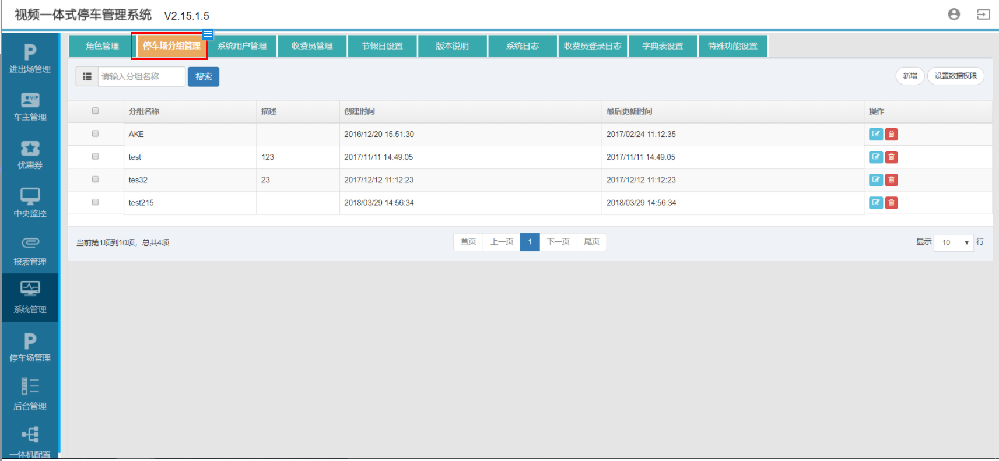 视频一体式停车管理系统 V2.15.1.5
角色管理 停车场分组管理 系统用户管理 收费员管理 节假日设置 版本说明 系统日志 收费员登录日志 字典表设置 特殊功能设置
进出场管理
车主管理
优惠券
中央监控
报表管理
系统管理
停车场管理
后台管理
一体机配置
请输入分组名称 搜索 新增 设置数据权限
分组名称 描述 创建时间 最后更新时间 操作
AKE 2016/12/20 15:51:30 2017/02/24 11:12:35
test 123 2017/11/11 14:49:05 2017/11/11 14:49:05
tes32 23 2017/12/12 11:12:23 2017/12/12 11:12:23
test215 2018/03/29 14:56:34 2018/03/29 14:56:34
当前第1项到10项，总共4项 首页 上一页 1 下一页 尾页 显示 10 行